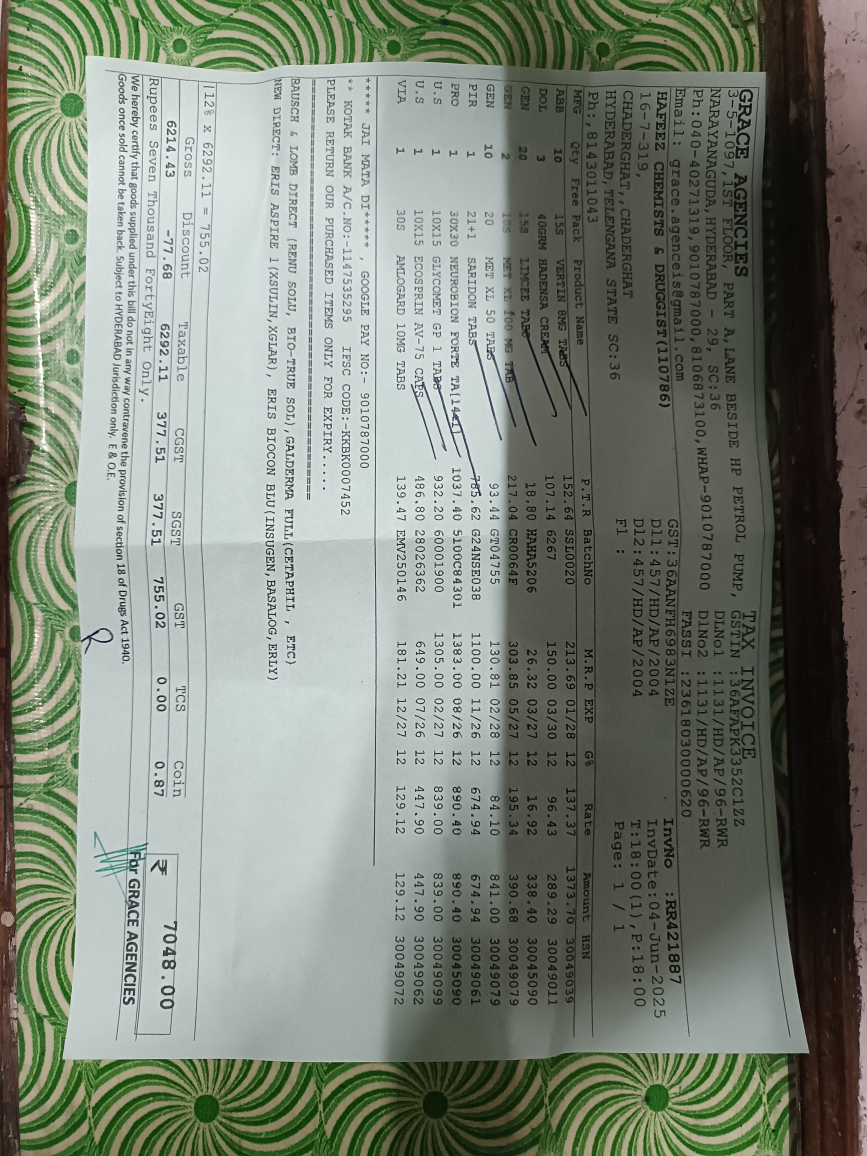 GRACE AGENCIES TAX INVOICE
3-5-1097,1ST FLOOR, PART A,LANE BESIDE HP PETROL PUMP, GSTIN :36AFAPK3352C1ZZ
NARAYANAGUDA,HYDERABAD - 29, SC:36 DLNo1 :1131/HD/AP/96-RWR
Ph:040-40271319,9010787000,8106873100,WHAP-9010787000 DlNo2 :1131/HD/AP/96-RWR
Email: grace.agenceis@gmail.com FASSI :23618030000620
HAFEEZ CHEMISTS & DRUGGIST(110786) GST:36AANFH6983N1ZE InvNo :RR421887
16-7-319, Dl1:457/HD/AP/2004 InvDate:04-Jun-2025
CHADERGHAT,,CHADERGHAT Dl2:457/HD/AP/2004 T:18:00(1),P:18:00
HYDERABAD,TELENGANA STATE SC:36 Fl : Page: 1 / 1
Ph:,8143011043
MFG Qty Free Pack Product Name P.T.R BatchNo M.R.P EXP G% Rate Amount HSN
ABB 10 15S VERTIN 8MG TABS 152.64 SSL0020 213.69 01/28 12 137.37 1373.70 30049039
DOL 3 40GRM HADENSA CREAM 107.14 6267 150.00 03/30 12 96.43 289.29 30049011
GEN 20 15S LIMCEE TABS 18.80 HAHA5206 26.32 03/27 12 16.92 338.40 30045090
GEN 2 10S MET XL 100 MG TAB 217.04 CR0064F 303.85 05/27 12 195.34 390.68 30049079
GEN 10 20 MET XL 50 TABS 93.44 GT04755 130.81 02/28 12 84.10 841.00 30049079
PIR 1 21+1 SARIDON TABS 785.62 G24NSE038 1100.00 11/26 12 674.94 674.94 30049061
PRO 1 30X30 NEUROBION FORTE TA[14+1] 1037.40 5100C84301 1383.00 08/26 12 890.40 890.40 30045090
U.S 1 10X15 GLYCOMET GP 1 TABS 932.20 60001900 1305.00 02/27 12 839.00 839.00 30049099
U.S 1 10X15 ECOSPRIN AV-75 CAPS 486.80 28026362 649.00 07/26 12 447.90 447.90 30049062
VIA 1 30S AMLOGARD 10MG TABS 139.47 EMV250146 181.21 12/27 12 129.12 129.12 30049072
***** JAI MATA DI***** , GOOGLE PAY NO:- 9010787000
** KOTAK BANK A/C.NO:-1147535295 IFSC CODE:-KKBK0007452
PLEASE RETURN OUR PURCHASED ITEMS ONLY FOR EXPIRY.....
BAUSCH & LOMB DIRECT (RENU SOLU, BIO-TRUE SOL),GALDERMA FULL(CETAPHIL , ETC)
NEW DIRECT: ERIS ASPIRE 1(XSULIN,XGLAR), ERIS BIOCON BLU(INSUGEN,BASALOG,ERLY)
|12% x 6292.11 = 755.02
Gross Discount Taxable CGST SGST GST TCS Coin
6214.43 -77.68 6292.11 377.51 377.51 755.02 0.00 0.87 ₹ 7048.00
Rupees Seven Thousand FortyEight Only.
We hereby certify that goods supplied under this bill do not in any way contravene the provision of section 18 of Drugs Act 1940.
Goods once sold cannot be taken back. Subject to HYDERABAD Jurisdiction only. E & O.E.
For GRACE AGENCIES